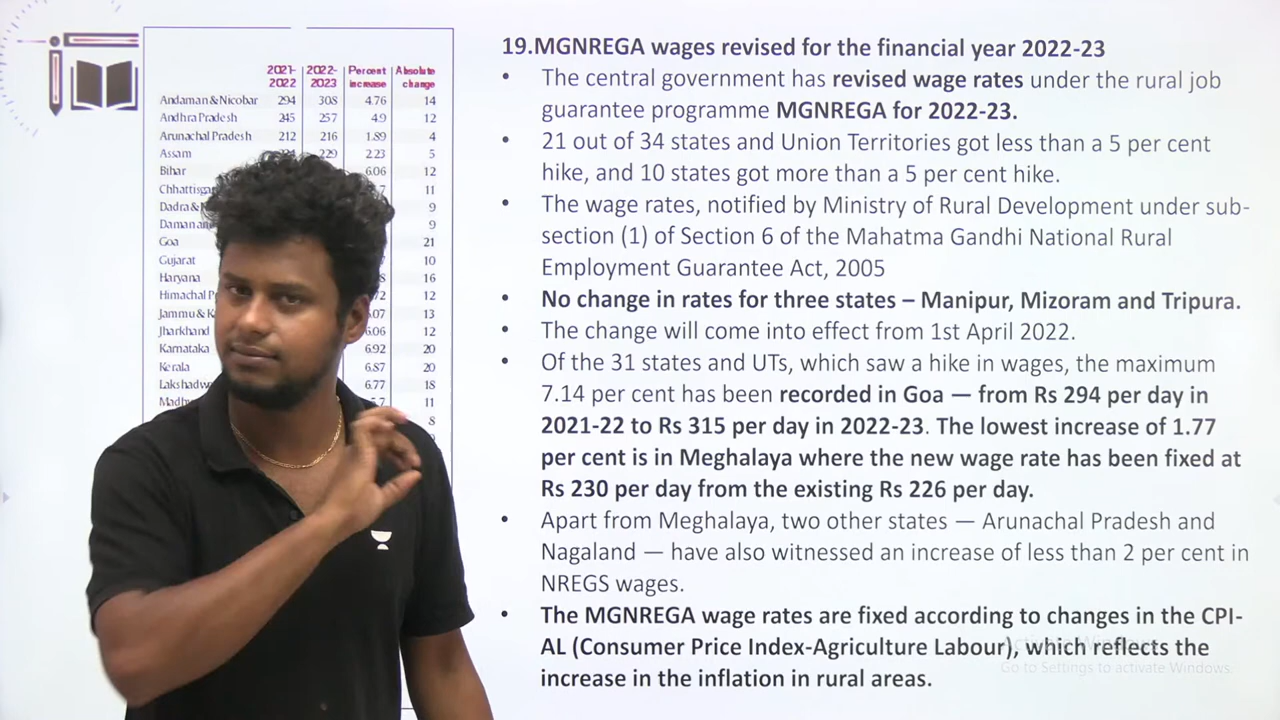 2021-2022 2022-2023 Percent increase Absolute change
Andaman & Nicobar 294 308 4.76 14
Andhra Pradesh 245 257 4.9 12
Arunachal Pradesh 212 216 1.89 4
Assam 229 2.23 5
Bihar 6.06 12
11
9
9
Goa 21
Gujarat 10
Haryana 16
Himachal 12
Jammu & 13
Jharkhand 6.06 12
Karnataka 6.92 20
Kerala 6.87 20
6.77 18
11
8
19.MGNREGA wages revised for the financial year 2022-23
• The central government has revised wage rates under the rural job
guarantee programme MGNREGA for 2022-23.
• 21 out of 34 states and Union Territories got less than a 5 per cent
hike, and 10 states got more than a 5 per cent hike.
• The wage rates, notified by Ministry of Rural Development under sub-
section (1) of Section 6 of the Mahatma Gandhi National Rural
Employment Guarantee Act, 2005
• No change in rates for three states – Manipur, Mizoram and Tripura.
• The change will come into effect from 1st April 2022.
• Of the 31 states and UTs, which saw a hike in wages, the maximum
7.14 per cent has been recorded in Goa — from Rs 294 per day in
2021-22 to Rs 315 per day in 2022-23. The lowest increase of 1.77
per cent is in Meghalaya where the new wage rate has been fixed at
Rs 230 per day from the existing Rs 226 per day.
• Apart from Meghalaya, two other states — Arunachal Pradesh and
Nagaland — have also witnessed an increase of less than 2 per cent in
NREGS wages.
• The MGNREGA wage rates are fixed according to changes in the CPI-
AL (Consumer Price Index-Agriculture Labour), which reflects the
increase in the inflation in rural areas.
Activate Windows
Go to Settings to activate Windows.